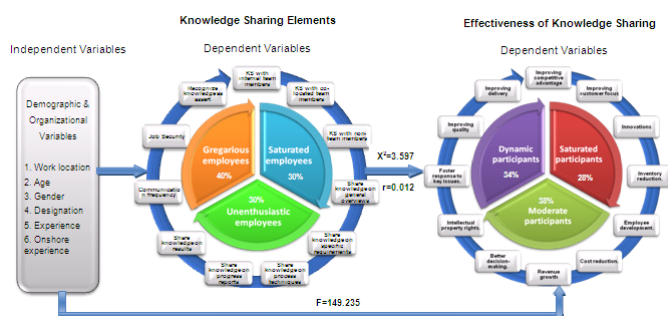 Knowledge Sharing Elements
Effectiveness of Knowledge Sharing
Independent Variables
Dependent Variables
Dependent Variables
Demographic &
Organizational
Variables
1. Work location
2. Age
3. Gender
4. Designation
5. Experience
6. Onshore
experience
KS with
internal team
members
KS with co-
located team
members
KS with non-
team
members
Share
knowledge on
general
overviews
Share
knowledge on
specific
requirements
Share
knowledge on
process
techniques
Share
knowledge on
progress
reports
Share
knowledge on
results
Communicatio
n frequency
Job Security
Recognize
knowledge as
assert
Gregarious
employees
40%
Saturated
employees
30%
30%
Unenthusiastic
employees
X²=3.597
r=0.012
Improving
competitive
advantage.
Improving
customer focus
Innovations
Inventory
reduction.
Employee
development.
Cost reduction.
Revenue
growth
Better
decision-
making.
Intellectual
property rights.
Foster
response to
key issues.
Improving
quality
Improving
delivery
Dynamic
participants
34%
Saturated
participants
28%
38%
Moderate
participants
F=149.235